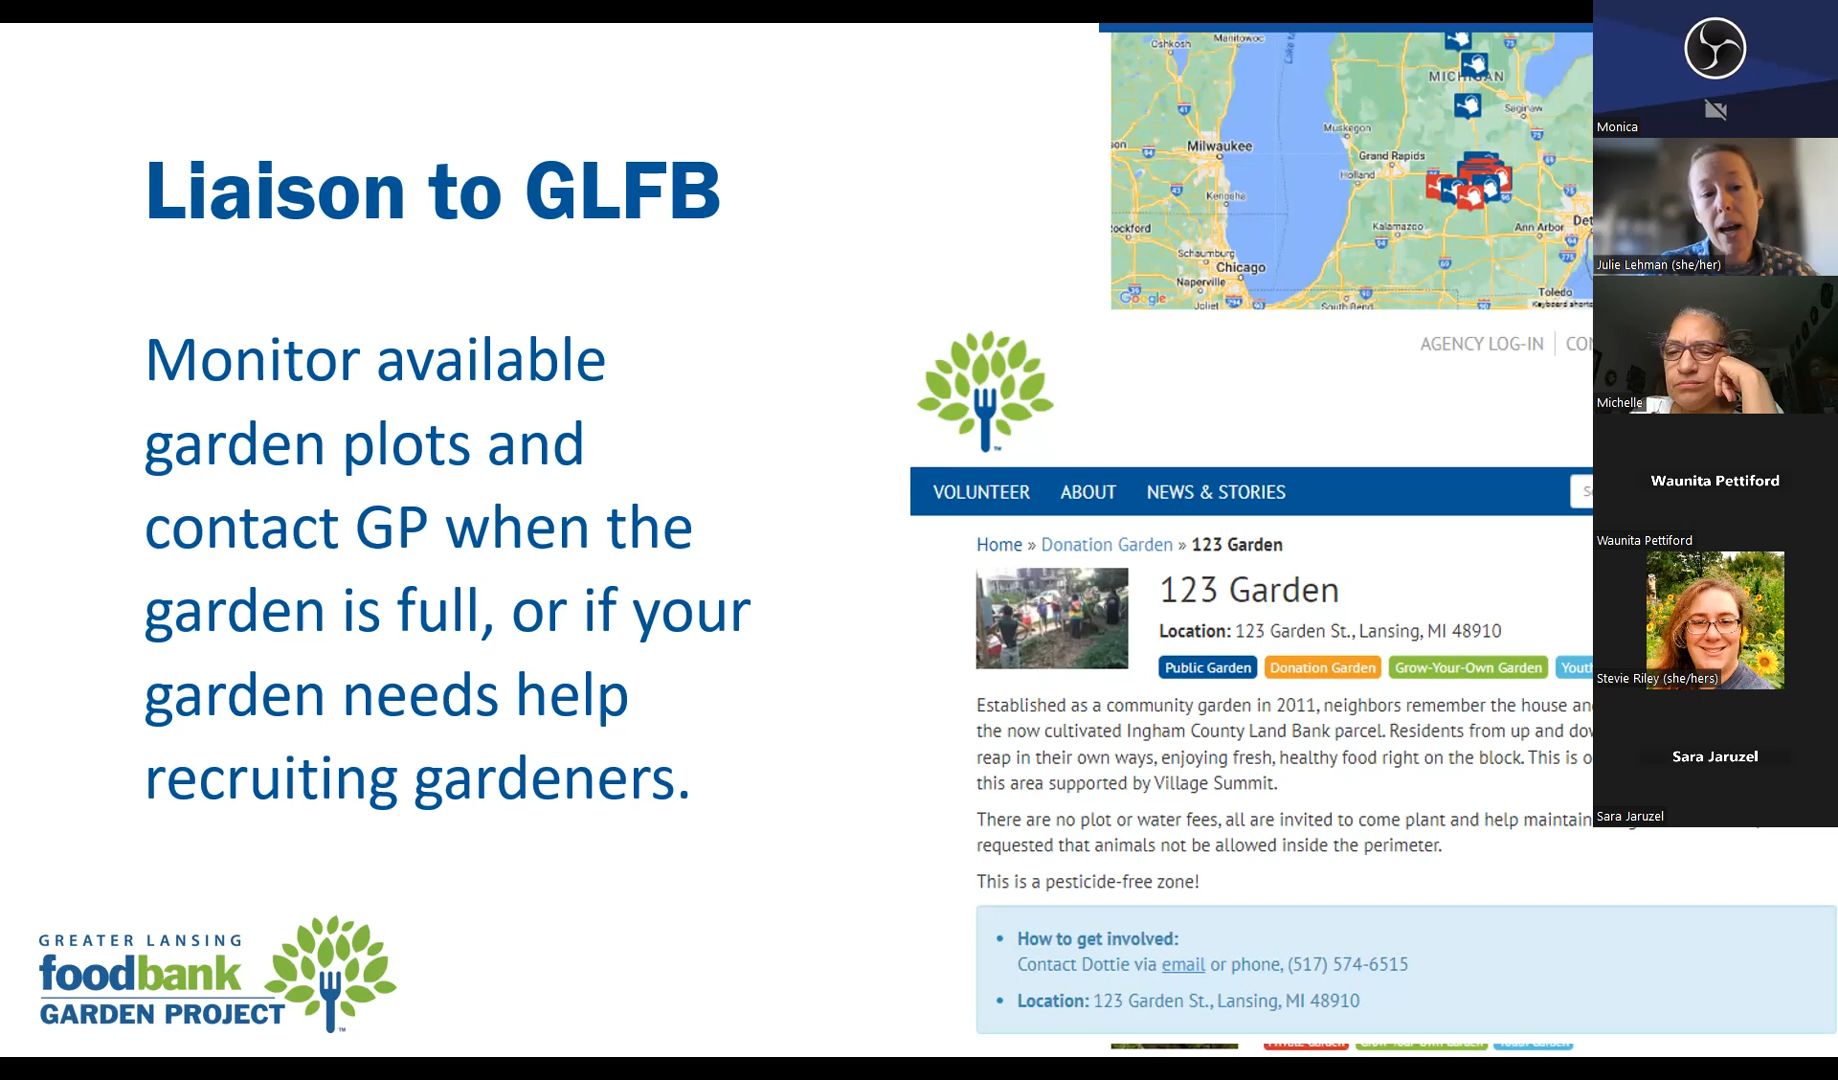 Liaison to GLFB
Monitor available
garden plots and
contact GP when the
garden is full, or if your
garden needs help
recruiting gardeners.
GREATER LANSING
foodbank
GARDEN PROJECT
Oshkosh
Manitowoc
MICHIGAN
Saginaw
Muskegon
Milwaukee
Grand Rapids
Holland
Kenosha
Kalamazoo
Ann Arbor
Schaumburg
Chicago
Naperville
Joliet
Toledo
South Bend
Google
AGENCY LOG-IN
VOLUNTEER ABOUT NEWS & STORIES
Home » Donation Garden » 123 Garden
123 Garden
Location: 123 Garden St., Lansing, MI 48910
Public Garden Donation Garden Grow-Your-Own Garden
Established as a community garden in 2011, neighbors remember the house
the now cultivated Ingham County Land Bank parcel. Residents from up and
reap in their own ways, enjoying fresh, healthy food right on the block. This is
this area supported by Village Summit.
There are no plot or water fees, all are invited to come plant and help maintain
requested that animals not be allowed inside the perimeter.
This is a pesticide-free zone!
• How to get involved:
Contact Dottie via email or phone, (517) 574-6515
• Location: 123 Garden St., Lansing, MI 48910
Monica
Julie Lehman (she/her)
Michelle
Waunita Pettiford
Waunita Pettiford
Stevie Riley (she/hers)
Sara Jaruzel
Sara Jaruzel